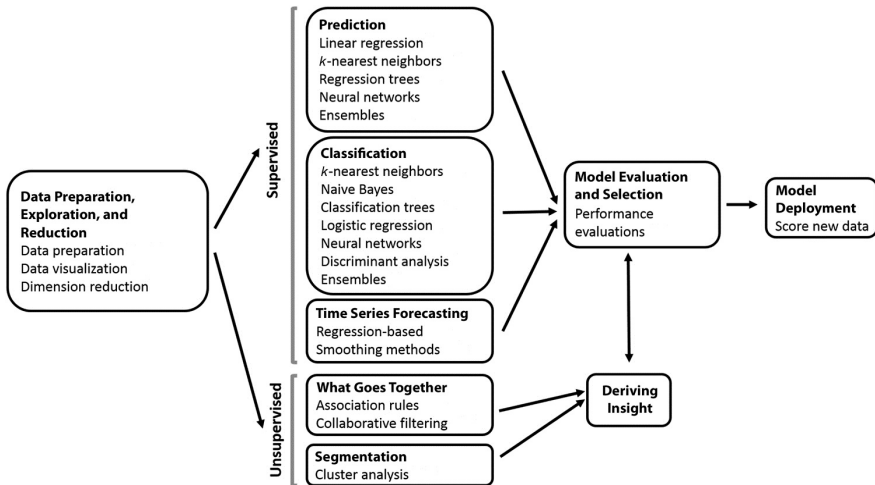 Data Preparation,
Exploration, and
Reduction
Data preparation
Data visualization
Dimension reduction
Supervised
Prediction
Linear regression
k-nearest neighbors
Regression trees
Neural networks
Ensembles
Classification
k-nearest neighbors
Naive Bayes
Classification trees
Logistic regression
Neural networks
Discriminant analysis
Ensembles
Time Series Forecasting
Regression-based
Smoothing methods
Unsupervised
What Goes Together
Association rules
Collaborative filtering
Segmentation
Cluster analysis
Model Evaluation
and Selection
Performance
evaluations
Deriving
Insight
Model
Deployment
Score new data